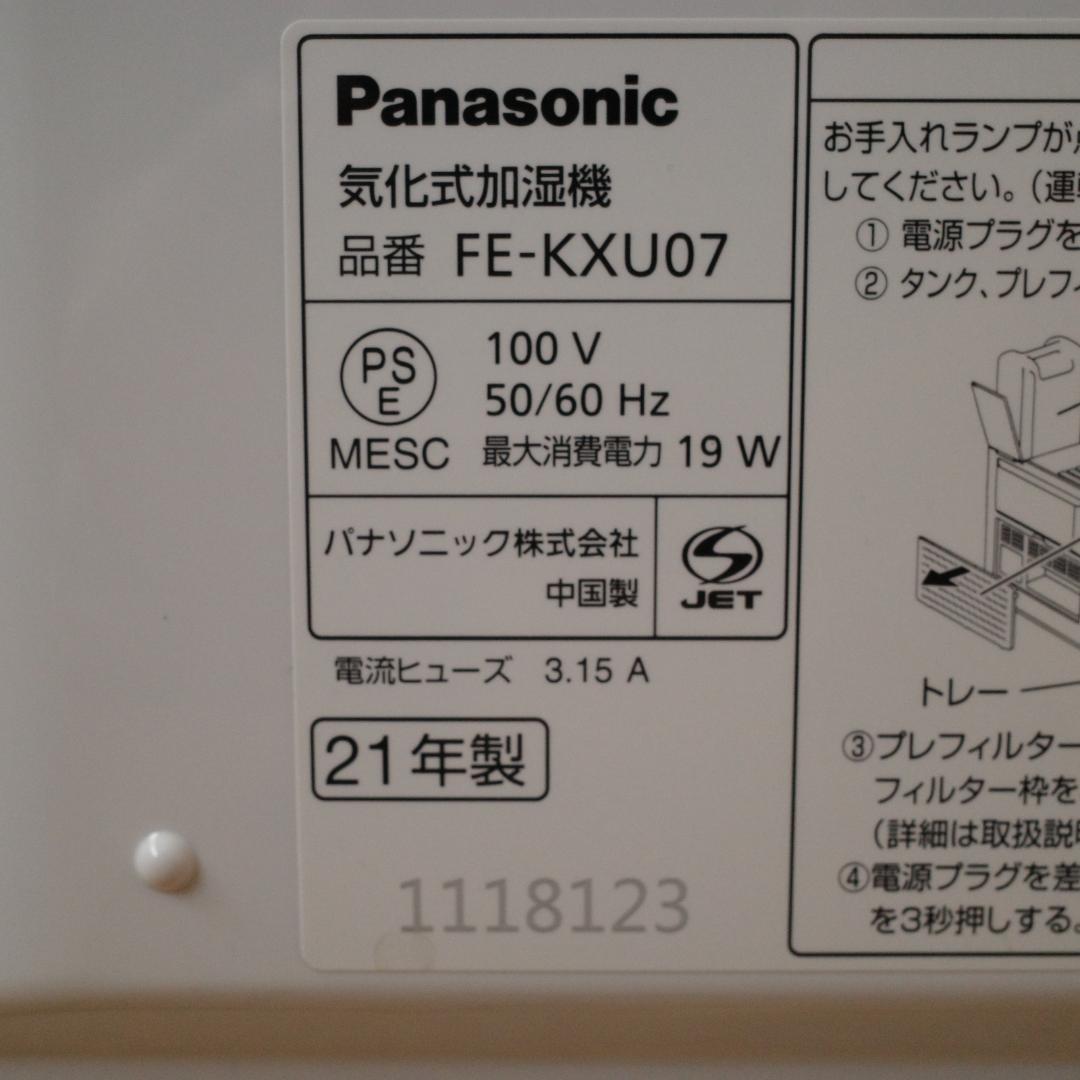 Panasonic
気化式加湿機
品番 FE-KXU07
PS
E
MESC
100 V
50/60 Hz
最大消費電力 19 W
パナソニック株式会社
中国製
JET
電流ヒューズ 3.15 A
21年製
1118123
お手入れランプが
してください。(運
① 電源プラグを
② タンク、プレフィ
トレー
③プレフィルター
フィルター枠を
(詳細は取扱説
④電源プラグを差
を3秒押しする。